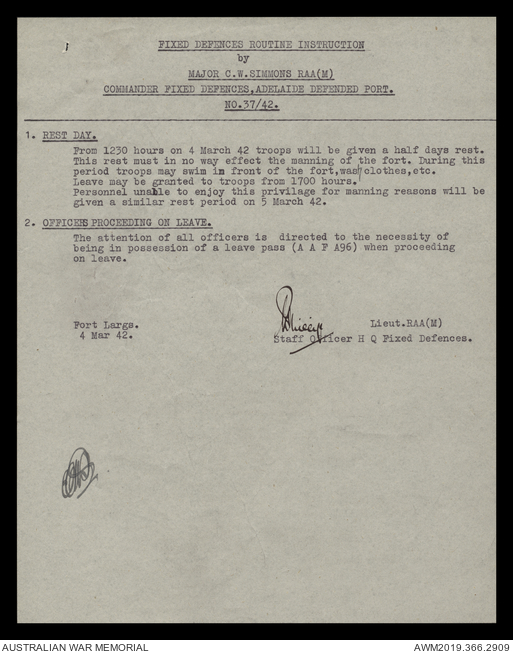 FIXED DEFENCES ROUTINE INSTRUCTION
by
MAJOR C.W.SIMMONS RAA(M)
COMMANDER FIXED DEFENCES,ADELAIDE DEFENDED PORT.
NO.37/42.
1. REST DAY.
From 1230 hours on 4 March 42 troops will be given a half days rest.
This rest must in no way effect the manning of the fort. During this
period troops may swim in front of the fort,wash clothes,etc.
Leave may be granted to troops from 1700 hours.
Personnel unable to enjoy this privilage for manning reasons will be
given a similar rest period on 5 March 42.
2. OFFICERS PROCEEDING ON LEAVE.
The attention of all officers is directed to the necessity of
being in possession of a leave pass (A A F A96) when proceeding
on leave.
Fort Largs. Lieut.RAA(M)
4 Mar 42. Staff Officer H Q Fixed Defences.
AUSTRALIAN WAR MEMORIAL AWM2019.366.2909